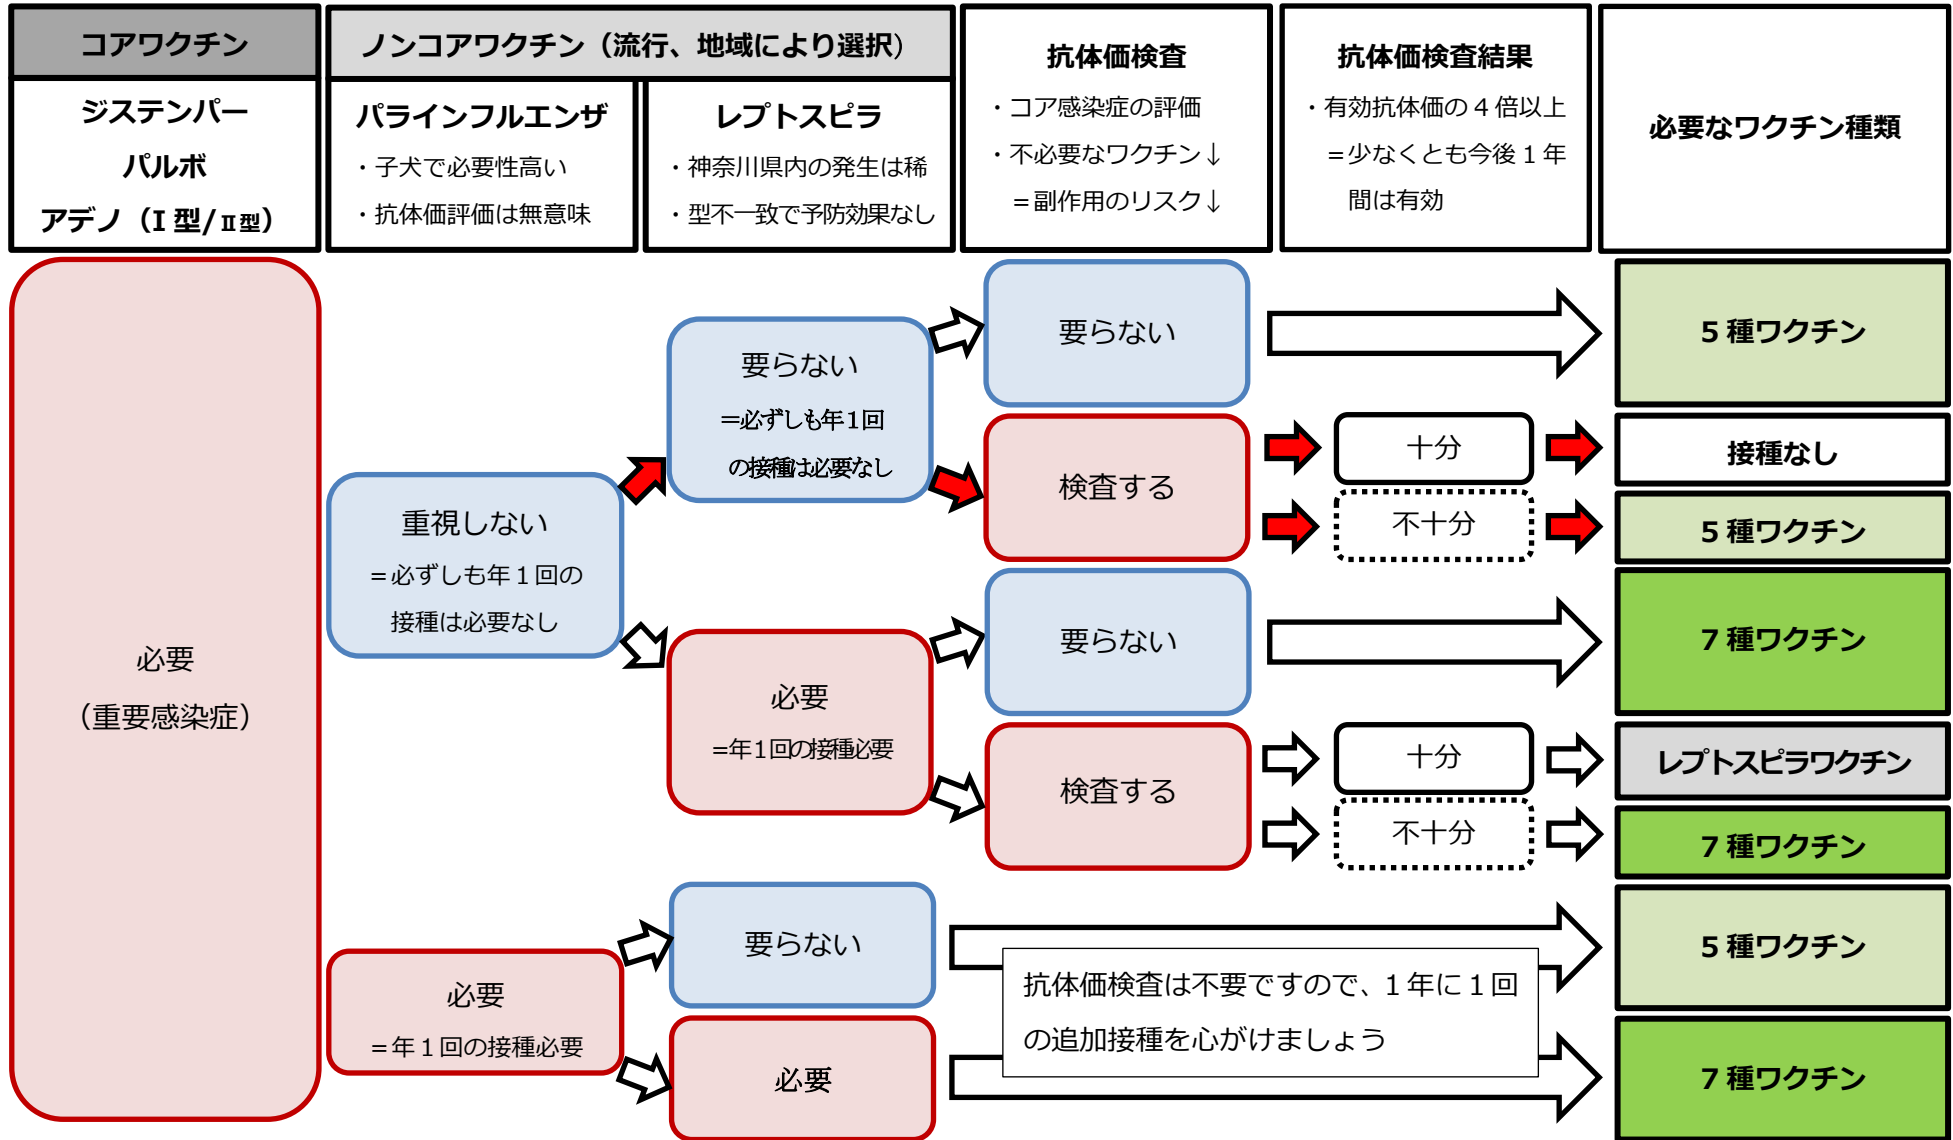 コアワクチン
ジステンパー
パルボ
アデノ（Ⅰ型/Ⅱ型）
ノンコアワクチン（流行、地域により選択）
パラインフルエンザ
・子犬で必要性高い
・抗体価評価は無意味
レプトスピラ
・神奈川県内の発生は稀
・型不一致で予防効果なし
抗体価検査
・コア感染症の評価
・不必要なワクチン↓
＝副作用のリスク↓
抗体価検査結果
・有効抗体価の４倍以上
＝少なくとも今後１年
間は有効
必要なワクチン種類
必要
（重要感染症）
重視しない
＝必ずしも年１回の
接種は必要なし
要らない
＝必ずしも年１回
の接種は必要なし
要らない
5 種ワクチン
検査する
十分
接種なし
不十分
5 種ワクチン
必要
＝年１回の接種必要
要らない
7 種ワクチン
検査する
十分
レプトスピラワクチン
不十分
7 種ワクチン
必要
＝年１回の接種必要
要らない
5 種ワクチン
抗体価検査は不要ですので、１年に１回
の追加接種を心がけましょう
必要
7 種ワクチン